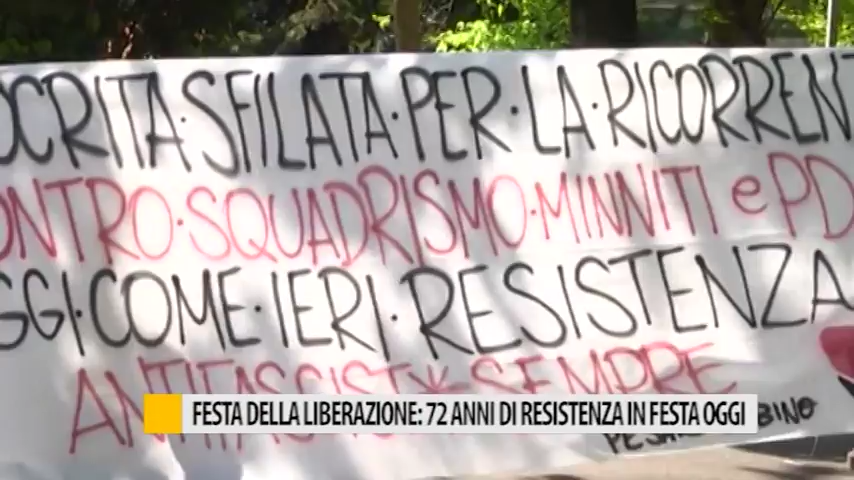 OCRITA·SFILATA·PER·LA·RICORRENT
ONTRO·SQUADRISMO·MINNITI e PD
GGI·COME·IERI·RESISTENZA
ANTIFASCIST*·SEMPRE
FESTA DELLA LIBERAZIONE: 72 ANNI DI RESISTENZA IN FESTA OGGI